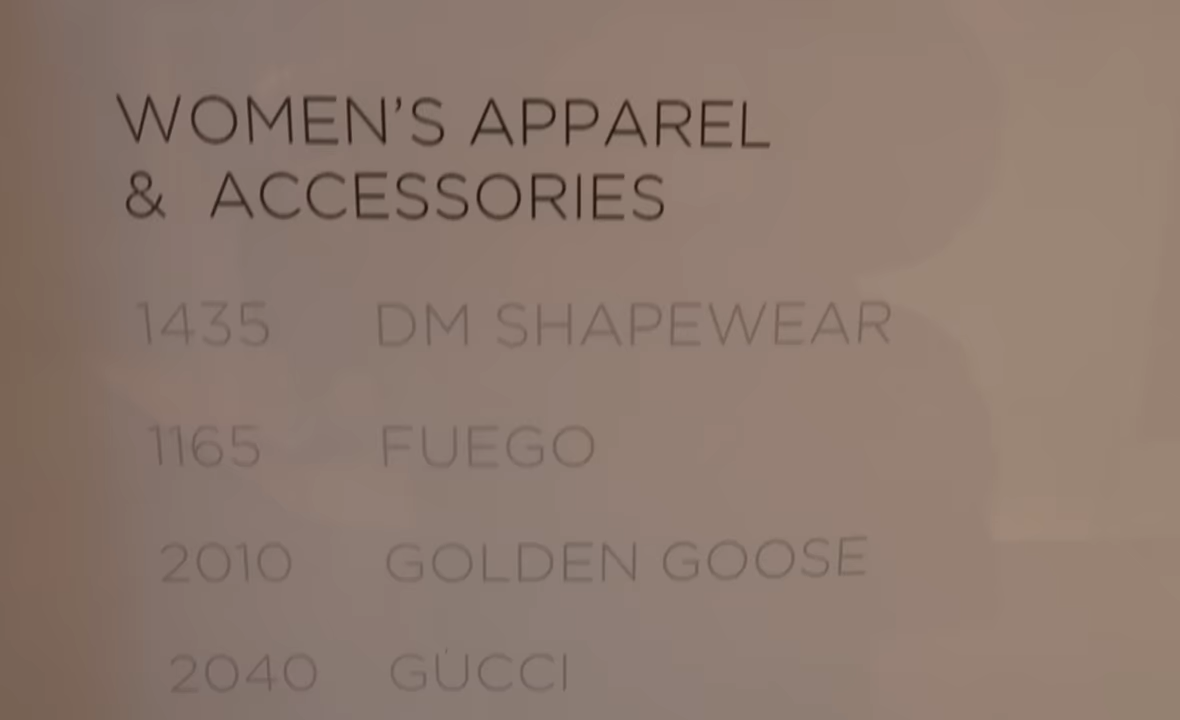 WOMEN'S APPAREL
& ACCESSORIES
1435 DM SHAPEWEAR
1165 FUEGO
2010 GOLDEN GOOSE
2040 GUCCI